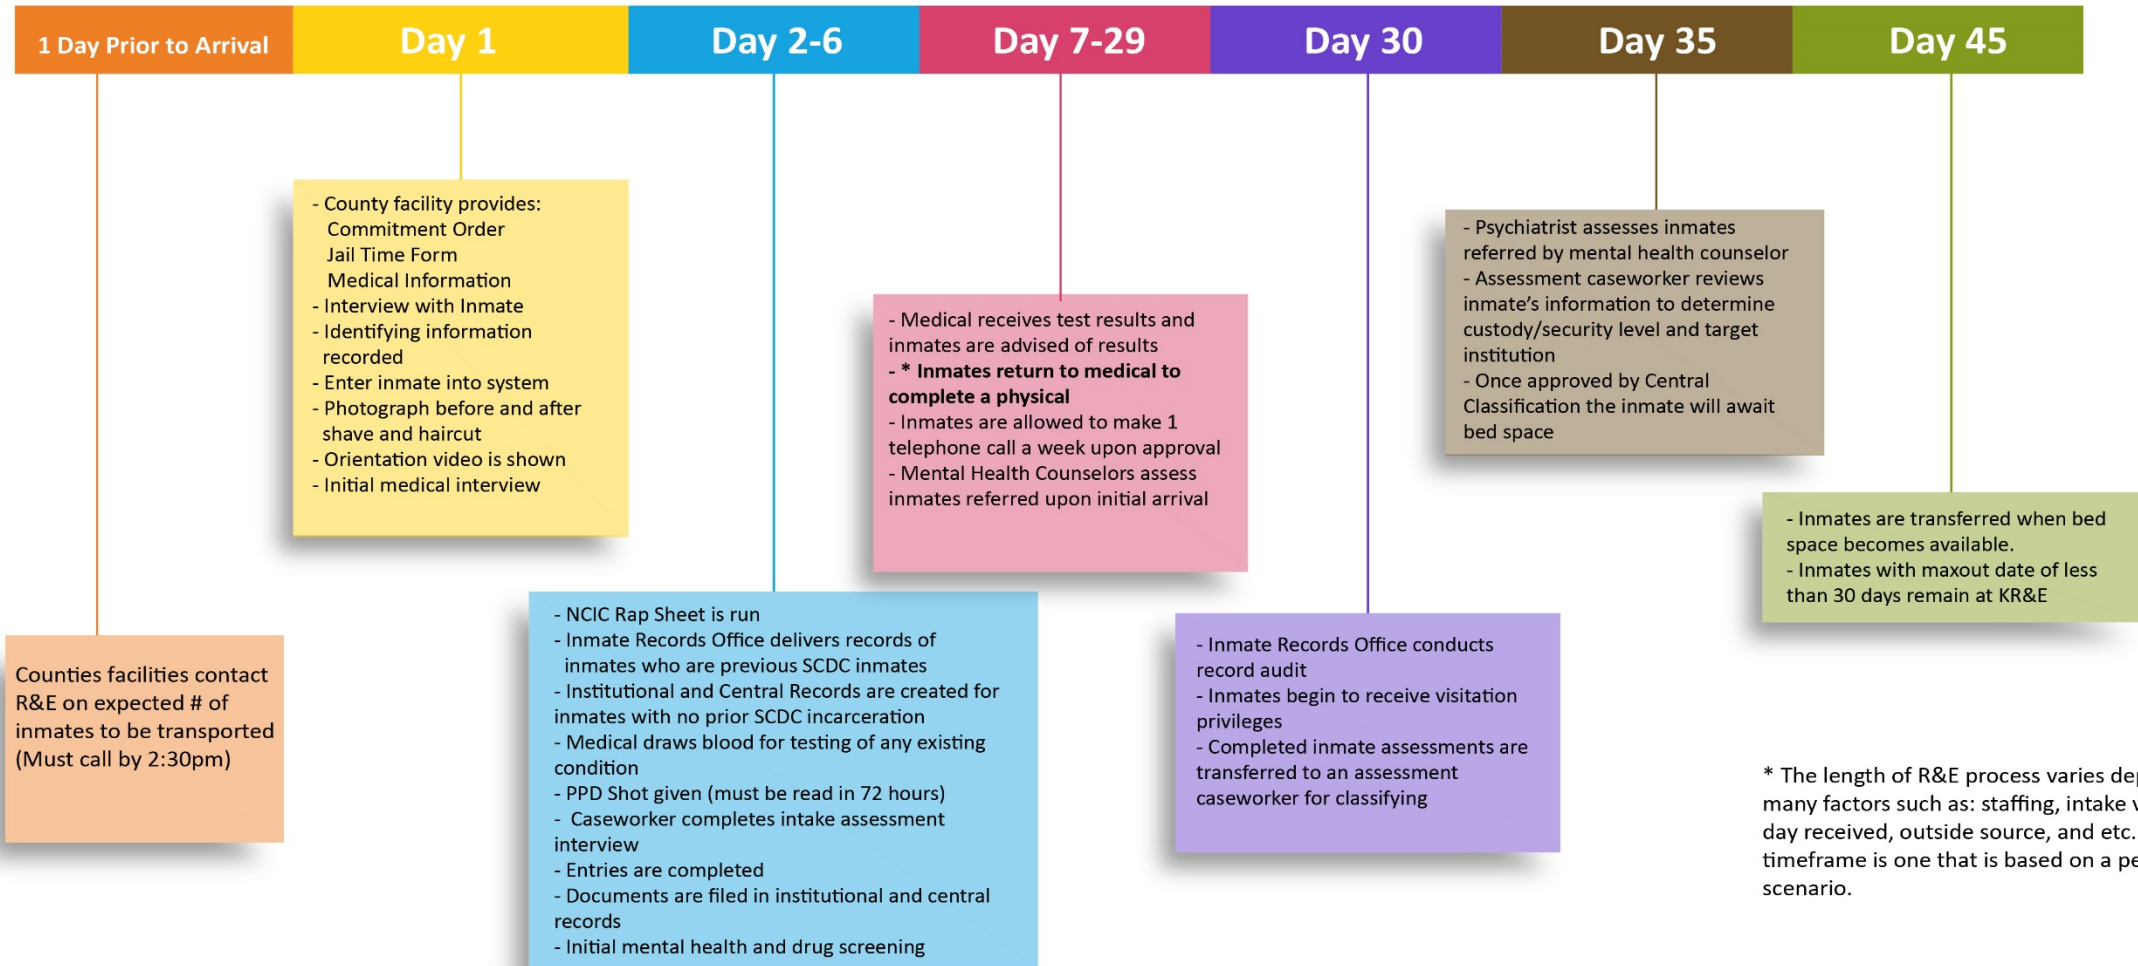 1 Day Prior to Arrival
Day 1
Day 2-6
Day 7-29
Day 30
Day 35
Day 45
Counties facilities contact
R&E on expected # of
inmates to be transported
(Must call by 2:30pm)
- County facility provides:
Commitment Order
Jail Time Form
Medical Information
- Interview with Inmate
- Identifying information
recorded
- Enter inmate into system
- Photograph before and after
shave and haircut
- Orientation video is shown
- Initial medical interview
- NCIC Rap Sheet is run
- Inmate Records Office delivers records of
inmates who are previous SCDC inmates
- Institutional and Central Records are created for
inmates with no prior SCDC incarceration
- Medical draws blood for testing of any existing
condition
- PPD Shot given (must be read in 72 hours)
- Caseworker completes intake assessment
interview
- Entries are completed
- Documents are filed in institutional and central
records
- Initial mental health and drug screening
- Medical receives test results and
inmates are advised of results
- * Inmates return to medical to
complete a physical
- Inmates are allowed to make 1
telephone call a week upon approval
- Mental Health Counselors assess
inmates referred upon initial arrival
- Inmate Records Office conducts
record audit
- Inmates begin to receive visitation
privileges
- Completed inmate assessments are
transferred to an assessment
caseworker for classifying
- Psychiatrist assesses inmates
referred by mental health counselor
- Assessment caseworker reviews
inmate's information to determine
custody/security level and target
institution
- Once approved by Central
Classification the inmate will await
bed space
- Inmates are transferred when bed
space becomes available.
- Inmates with maxout date of less
than 30 days remain at KR&E
* The length of R&E process varies
many factors such as: staffing, intake
day received, outside source, and etc.
timeframe is one that is based on a
scenario.